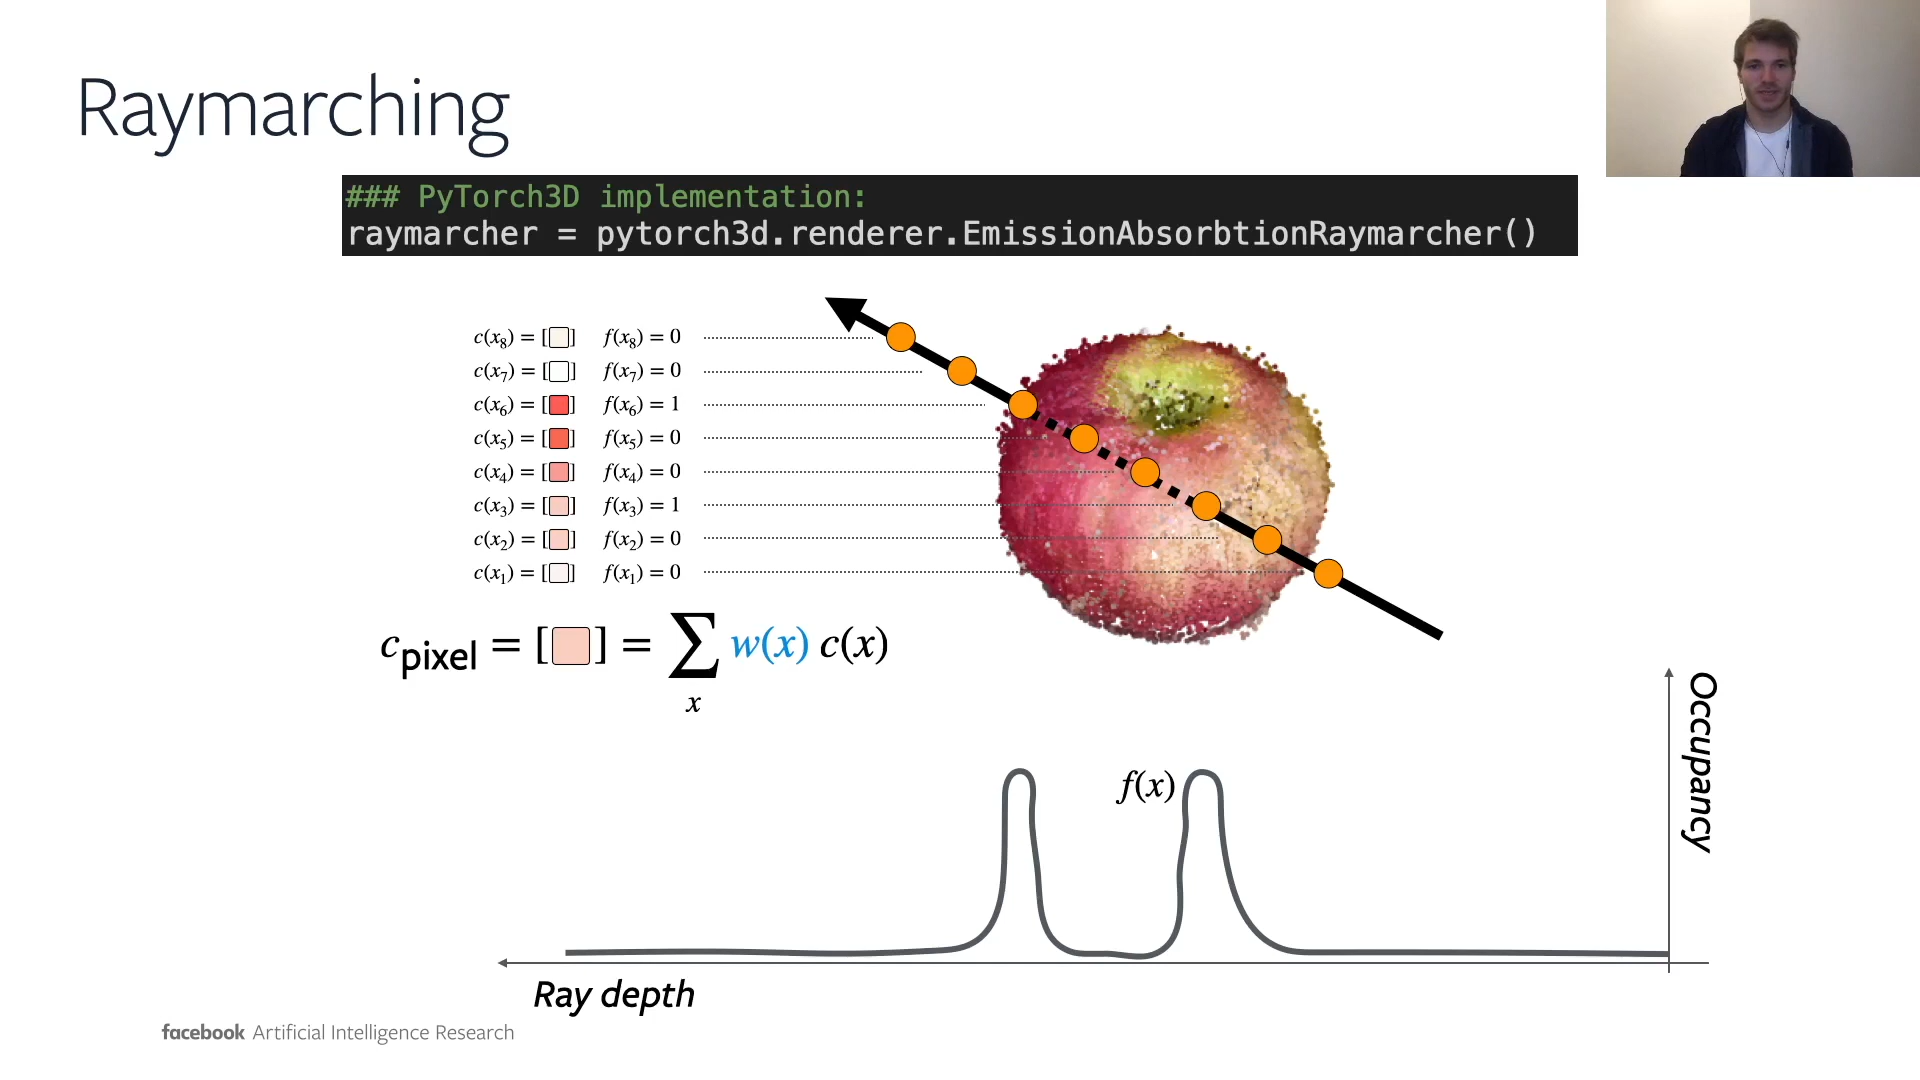 Raymarching
### PyTorch3D implementation:
raymarcher = pytorch3d.renderer.EmissionAbsorbtionRaymarcher()
c(x₈) = [ ] f(x₈) = 0
c(x₇) = [ ] f(x₇) = 0
c(x₆) = [ ] f(x₆) = 1
c(x₅) = [ ] f(x₅) = 0
c(x₄) = [ ] f(x₄) = 0
c(x₃) = [ ] f(x₃) = 1
c(x₂) = [ ] f(x₂) = 0
c(x₁) = [ ] f(x₁) = 0
c pixel = [ ] = ∑ w(x) c(x)
x
Occupancy
f(x)
Ray depth
facebook Artificial Intelligence Research